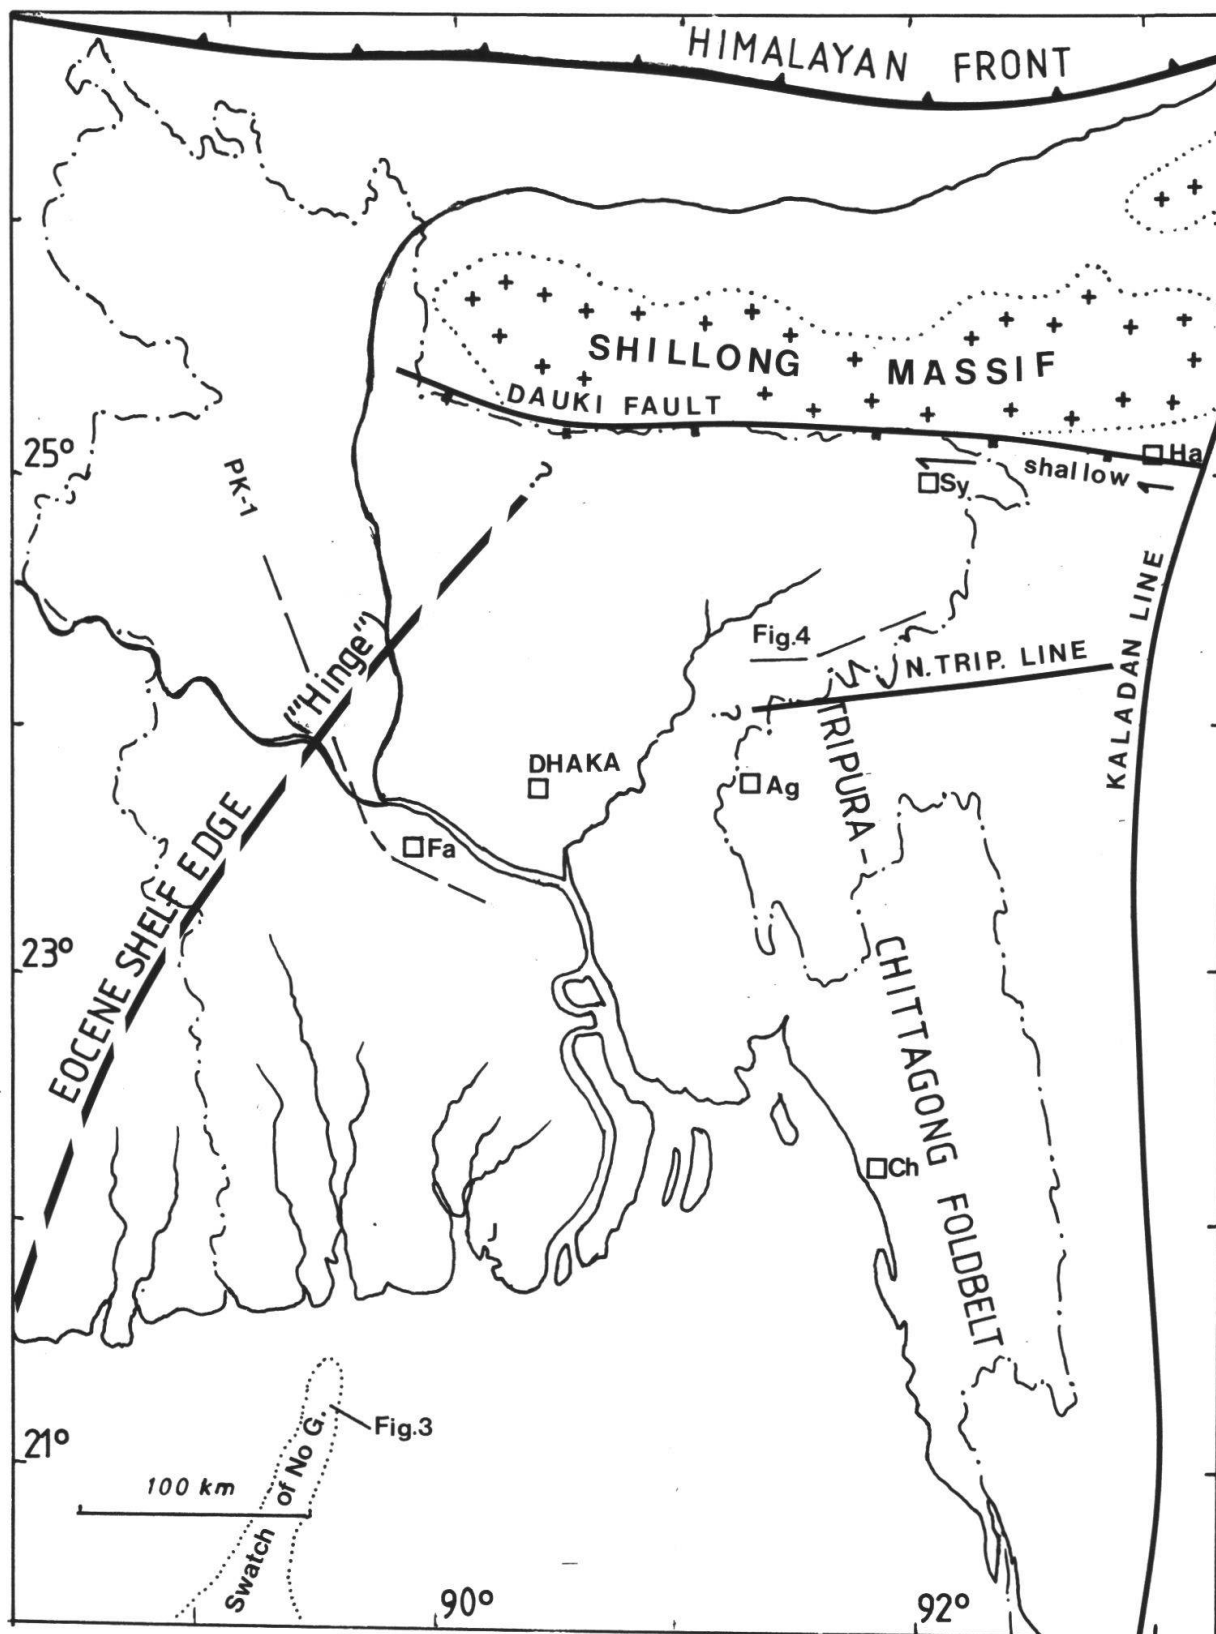 HIMALAYAN FRONT
SHILLONG MASSIF
DAUKI FAULT
25°
PK-1
?
shallow
Ha
Sy
KALADAN LINE
("Hinge")
Fig.4
N.TRIP. LINE
?
DHAKA
Ag
TRIPURA-
Fa
EOCENE SHELF EDGE
23°
CHITTAGONG FOLDBELT
Ch
21°
Fig.3
100 km
Swatch of No G.
90°
92°